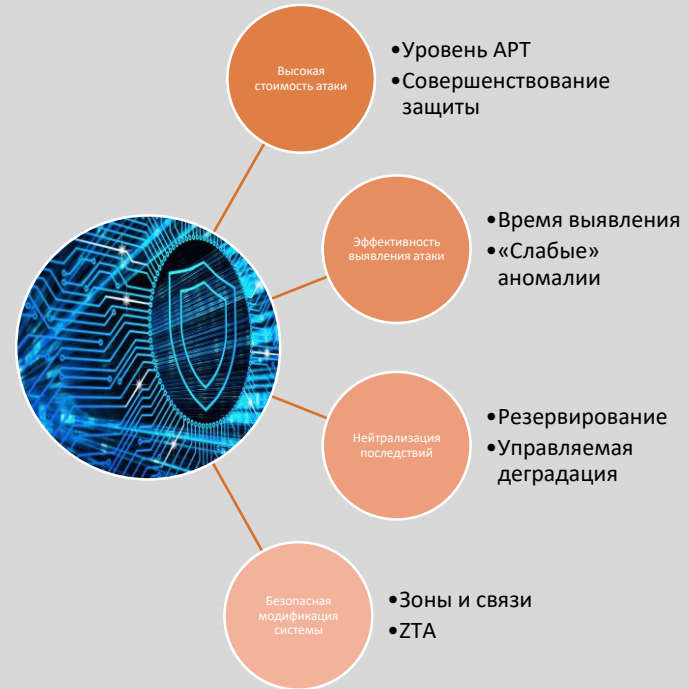 Высокая
стоимость атаки
•Уровень APT
•Совершенствование
защиты
Эффективность
выявления атаки
•Время выявления
•«Слабые»
аномалии
Нейтрализация
последствий
•Резервирование
•Управляемая
деградация
Безопасная
модификация
системы
•Зоны и связи
•ZTA